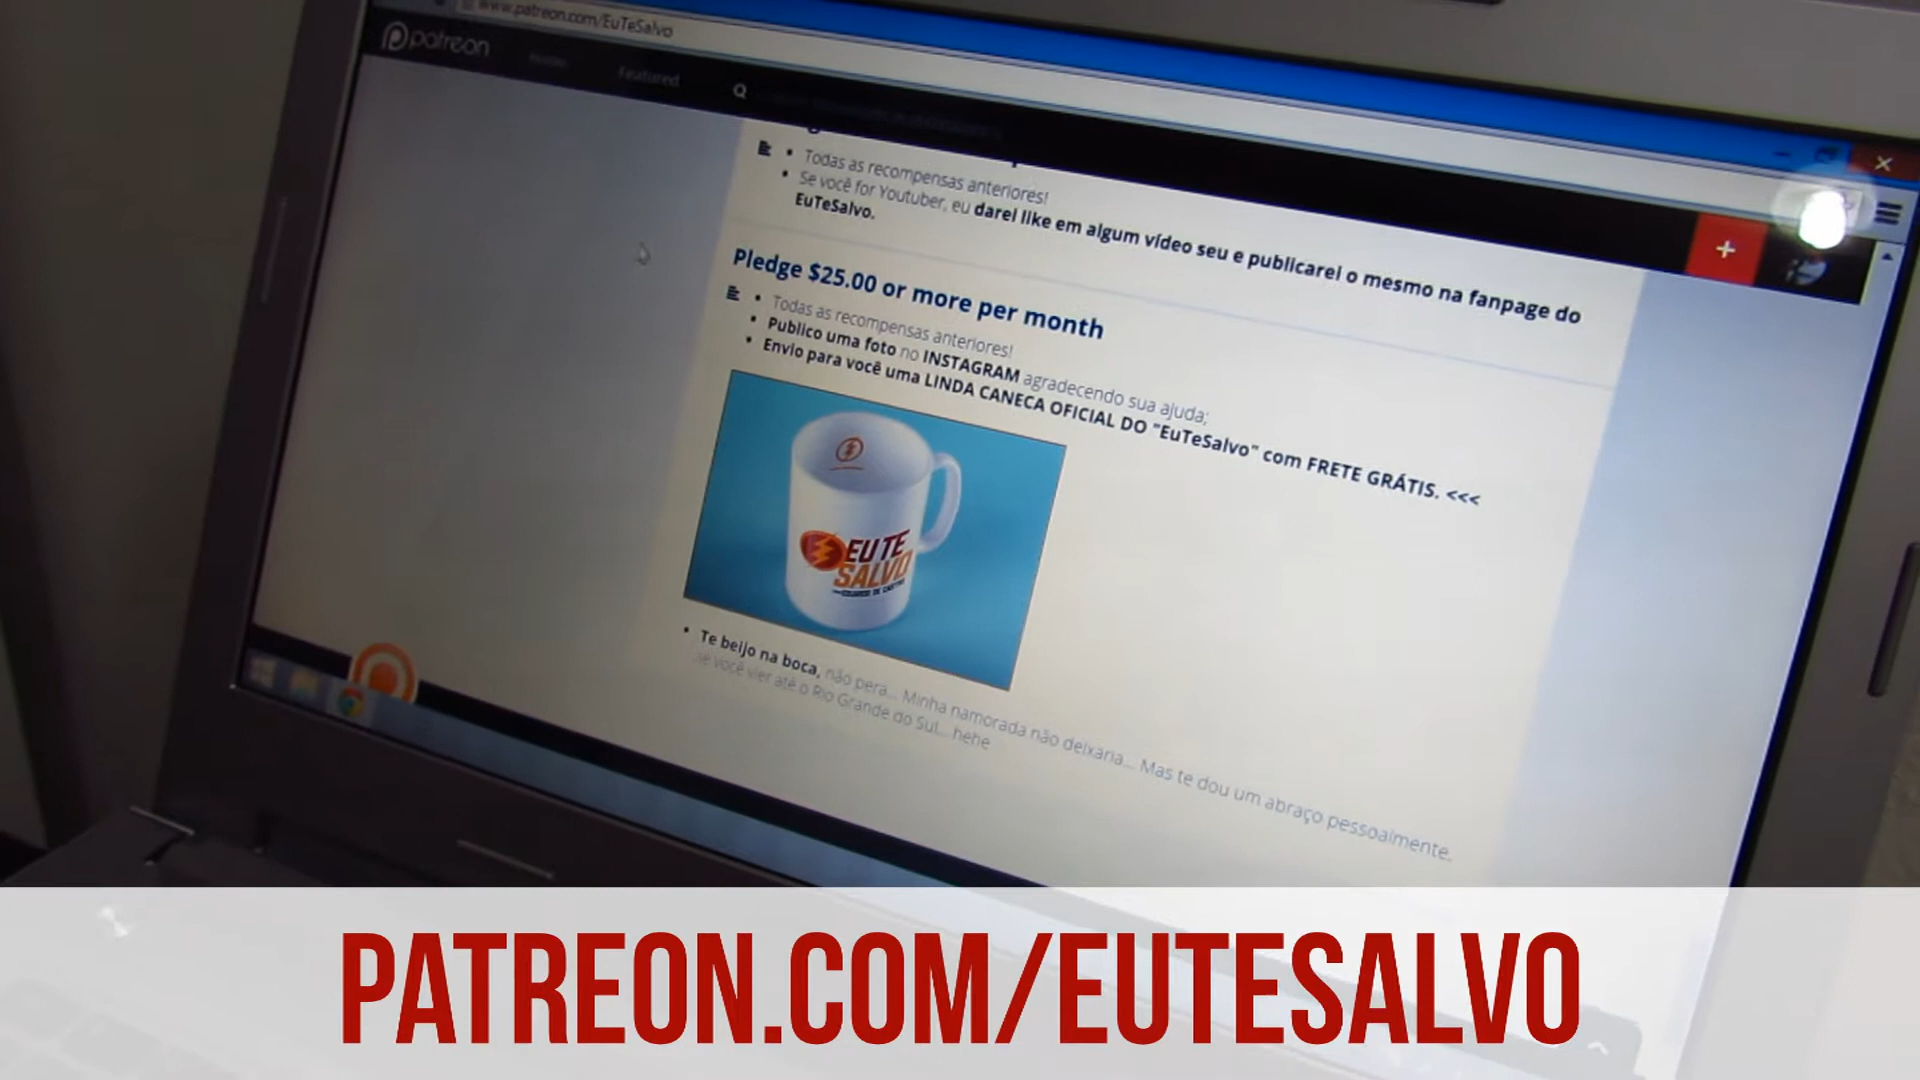 www.patreon.com/EuTeSalvo
patreon
Home
Featured
Todas as recompensas anteriores!
Se você for Youtuber, eu darei like em algum vídeo seu e publicarei o mesmo na fanpage do
EuTeSalvo.
Pledge $25.00 or more per month
Todas as recompensas anteriores!
Publico uma foto no INSTAGRAM agradecendo sua ajuda;
Envio para você uma LINDA CANECA OFICIAL DO "EuTeSalvo" com FRETE GRÁTIS. <<<
EU TE
SALVO
Te beijo na boca, não pera... Minha namorada não deixaria... Mas te dou um abraço pessoalmente,
se você vier até o Rio Grande do Sul... hehe
PATREON.COM/EUTESALVO